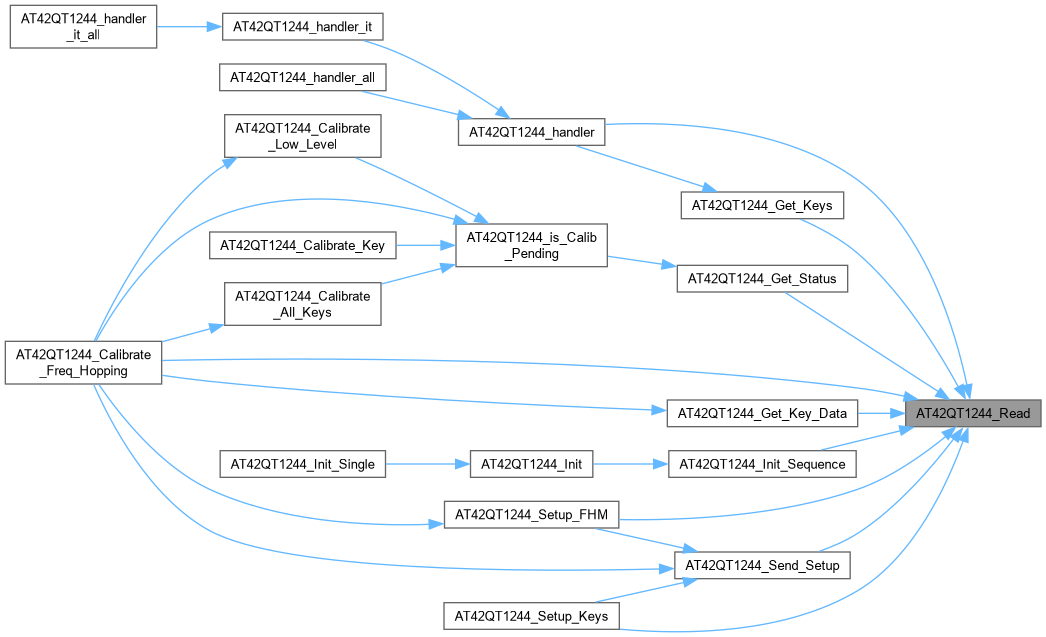 AT42QT1244_handler
_it_all
AT42QT1244_handler_it
AT42QT1244_handler_all
AT42QT1244_Calibrate
_Low_Level
AT42QT1244_handler
AT42QT1244_Get_Keys
AT42QT1244_Calibrate_Key
AT42QT1244_is_Calib
_Pending
AT42QT1244_Get_Status
AT42QT1244_Calibrate
_All_Keys
AT42QT1244_Calibrate
_Freq_Hopping
AT42QT1244_Get_Key_Data
AT42QT1244_Read
AT42QT1244_Init_Single
AT42QT1244_Init
AT42QT1244_Init_Sequence
AT42QT1244_Setup_FHM
AT42QT1244_Send_Setup
AT42QT1244_Setup_Keys